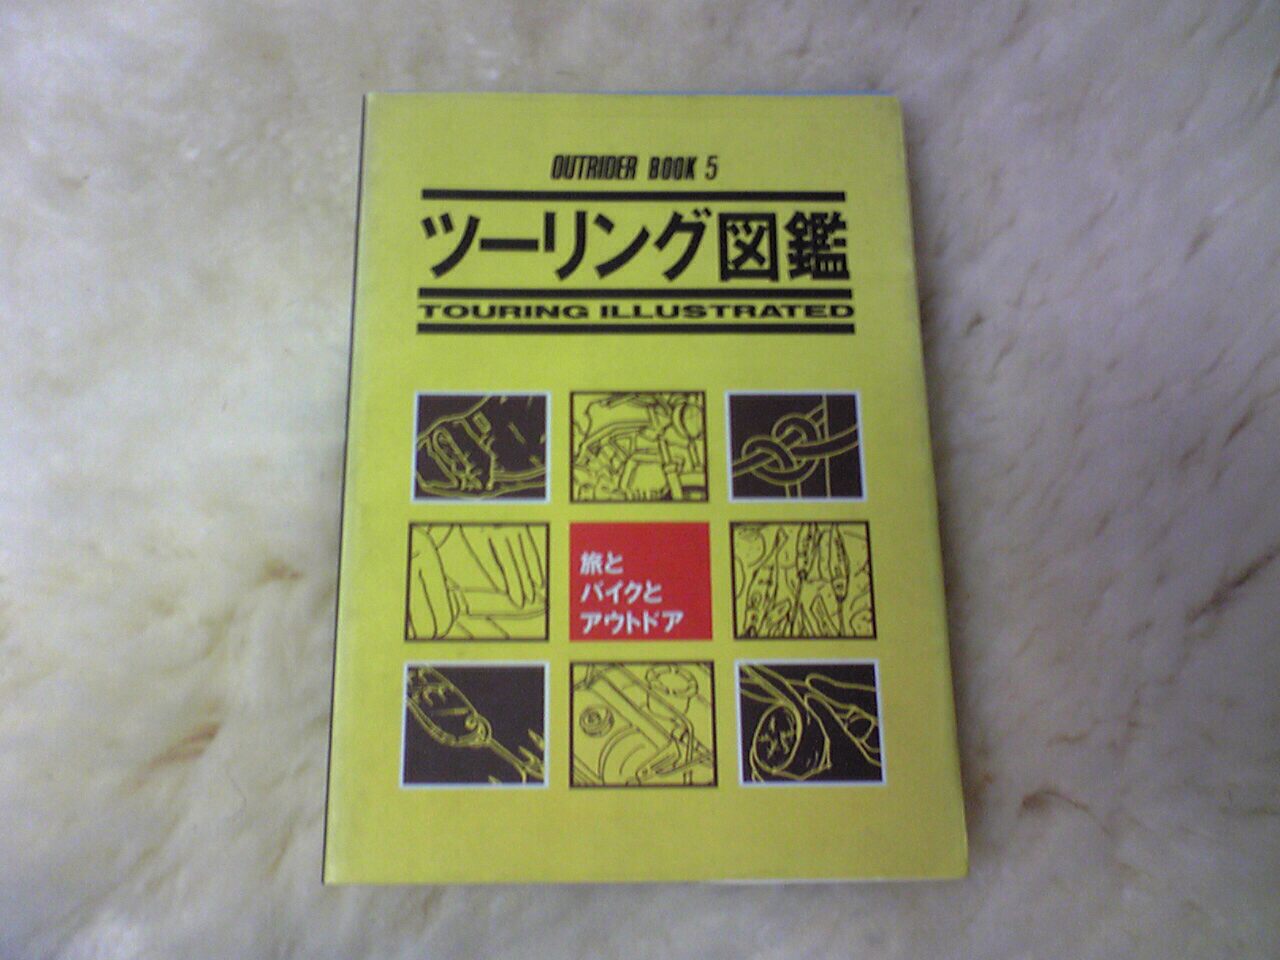 OUTRIDER BOOK 5
ツーリング図鑑
TOURING ILLUSTRATED
旅と
バイクと
アウトドア